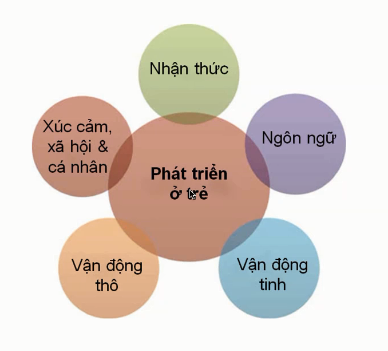 Nhận thức
Xúc cảm,
xã hội &
cá nhân
Ngôn ngữ
Phát triển
ở trẻ
Vận động
thô
Vận động
tinh